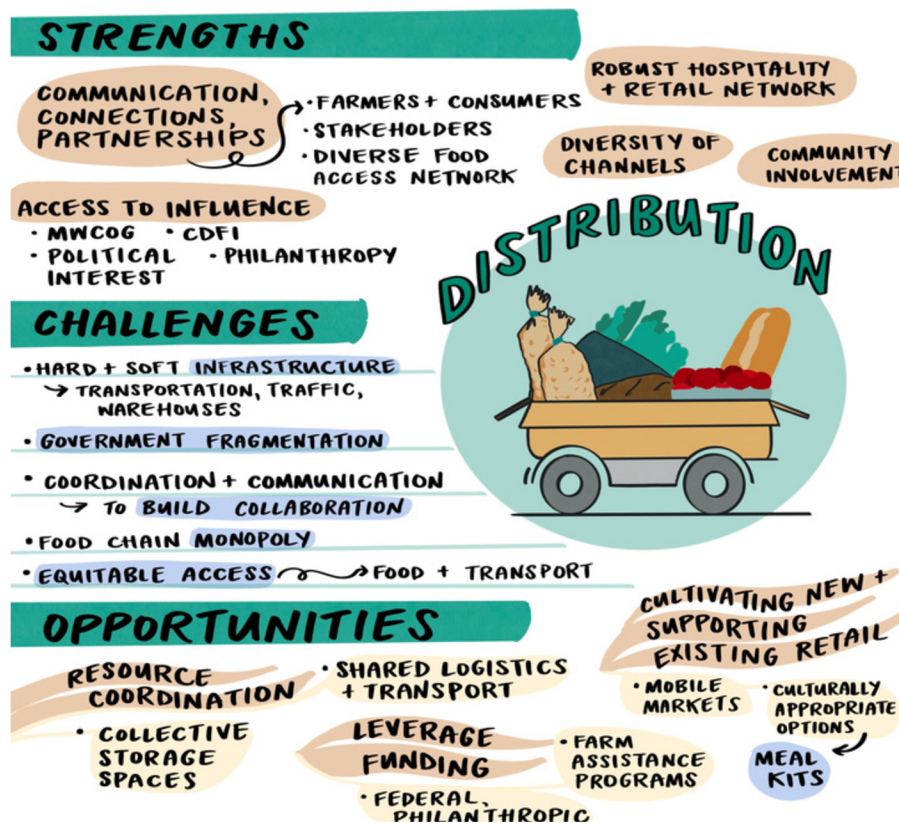 STRENGTHS
COMMUNICATION,
CONNECTIONS,
PARTNERSHIPS
• FARMERS + CONSUMERS
• STAKEHOLDERS
• DIVERSE FOOD
ACCESS NETWORK
ROBUST HOSPITALITY
+ RETAIL NETWORK
DIVERSITY OF
CHANNELS
COMMUNITY
INVOLVEMENT
ACCESS TO INFLUENCE
• MWCOG • CDFI
• POLITICAL
INTEREST
• PHILANTHROPY
DISTRIBUTION
CHALLENGES
• HARD + SOFT INFRASTRUCTURE
→ TRANSPORTATION, TRAFFIC,
WAREHOUSES
• GOVERNMENT FRAGMENTATION
• COORDINATION + COMMUNICATION
→ TO BUILD COLLABORATION
• FOOD CHAIN MONOPOLY
• EQUITABLE ACCESS → FOOD + TRANSPORT
OPPORTUNITIES
RESOURCE
COORDINATION
• COLLECTIVE
STORAGE
SPACES
• SHARED LOGISTICS
+ TRANSPORT
LEVERAGE
FUNDING
• FARM
ASSISTANCE
PROGRAMS
• FEDERAL,
PHILANTHROPIC
CULTIVATING NEW +
SUPPORTING
EXISTING RETAIL
• MOBILE
MARKETS
• CULTURALLY
APPROPRIATE
OPTIONS
MEAL
KITS